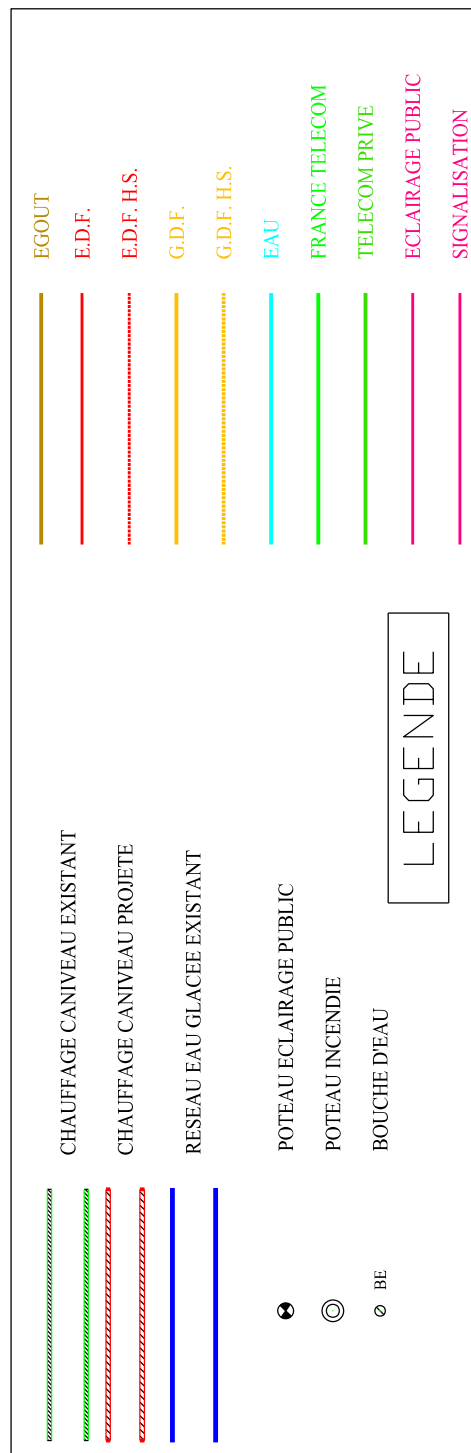 CHAUFFAGE CANIVEAU EXISTANT
CHAUFFAGE CANIVEAU PROJETE
RESEAU EAU GLACEE EXISTANT
POTEAU ECLAIRAGE PUBLIC
POTEAU INCENDIE
BE BOUCHE D'EAU
LEGENDE
EGOUT
E.D.F.
E.D.F. H.S.
G.D.F.
G.D.F. H.S.
EAU
FRANCE TELECOM
TELECOM PRIVE
ECLAIRAGE PUBLIC
SIGNALISATION